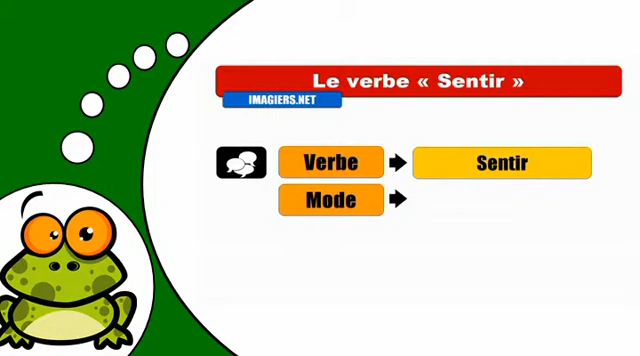 Le verbe « Sentir »
IMAGIERS.NET
Verbe Sentir
Mode